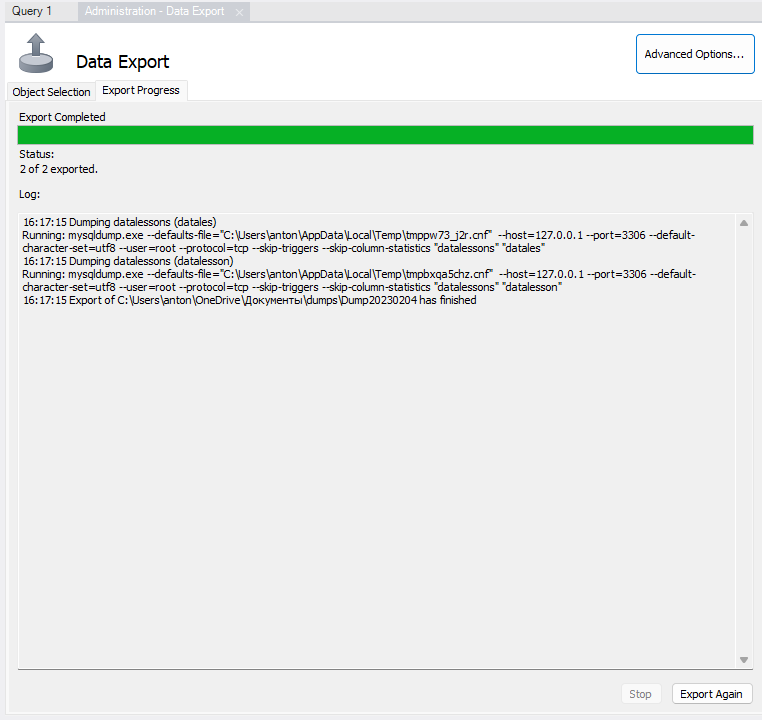 Query 1
Administration - Data Export
Data Export
Advanced Options...
Object Selection
Export Progress
Export Completed
Status:
2 of 2 exported.
Log:
16:17:15 Dumping datalessons (datales)
Running: mysqldump.exe --defaults-file="C:\Users\anton\AppData\Local\Temp\tmppw73_j2r.cnf"  --host=127.0.0.1 --port=3306 --default-
character-set=utf8 --user=root --protocol=tcp --skip-triggers --skip-column-statistics "datalessons" "datales"
16:17:15 Dumping datalessons (datalesson)
Running: mysqldump.exe --defaults-file="C:\Users\anton\AppData\Local\Temp\tmpbxqa5chz.cnf"  --host=127.0.0.1 --port=3306 --default-
character-set=utf8 --user=root --protocol=tcp --skip-triggers --skip-column-statistics "datalessons" "datalesson"
16:17:15 Export of C:\Users\anton\OneDrive\Документы\dumps\Dump20230204 has finished
Stop
Export Again